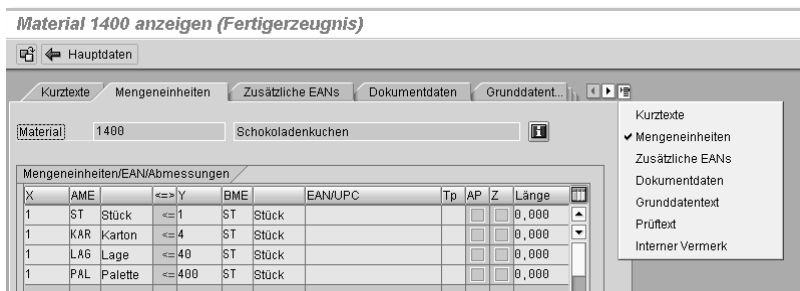 Material 1400 anzeigen (Fertigerzeugnis)
Hauptdaten
Kurztexte Mengeneinheiten Zusätzliche EANs Dokumentdaten Grunddatent...
Material 1400 Schokoladenkuchen
Kurztexte
Mengeneinheiten
Zusätzliche EANs
Dokumentdaten
Grunddatentext
Prüftext
Interner Vermerk
Mengeneinheiten/EAN/Abmessungen
X AME <=> Y BME EAN/UPC Tp AP Z Länge
1 ST Stück <= 1 ST Stück 0,000
1 KAR Karton <= 4 ST Stück 0,000
1 LAG Lage <= 40 ST Stück 0,000
1 PAL Palette <= 400 ST Stück 0,000